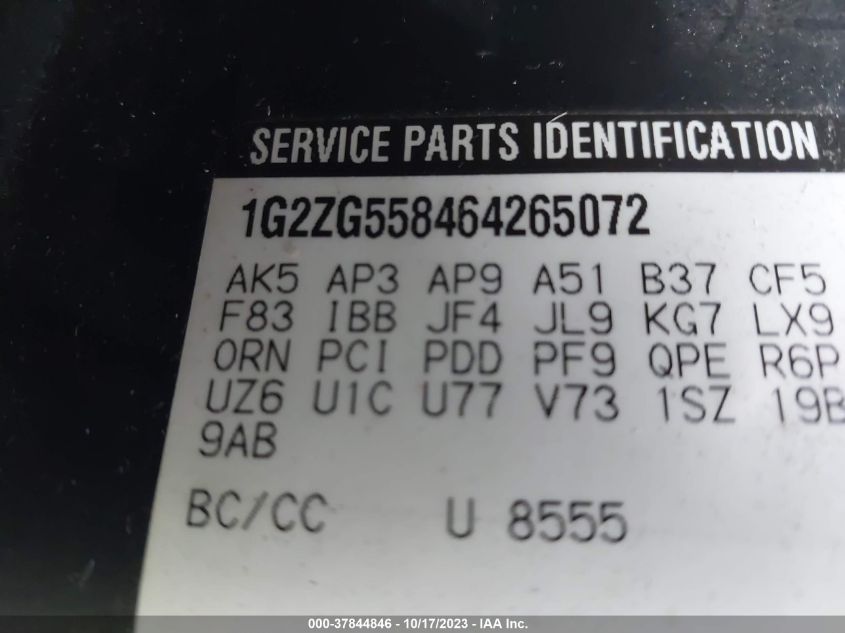 SERVICE PARTS IDENTIFICATION
1G2ZG558464265072
AK5 AP3 AP9 A51 B37 CF5
F83 IBB JF4 JL9 KG7 LX9
ORN PCI PDD PF9 QPE R6P
UZ6 U1C U77 V73 1SZ 19B
9AB
BC/CC U 8555
000-37844846 - 10/17/2023 - IAA Inc.